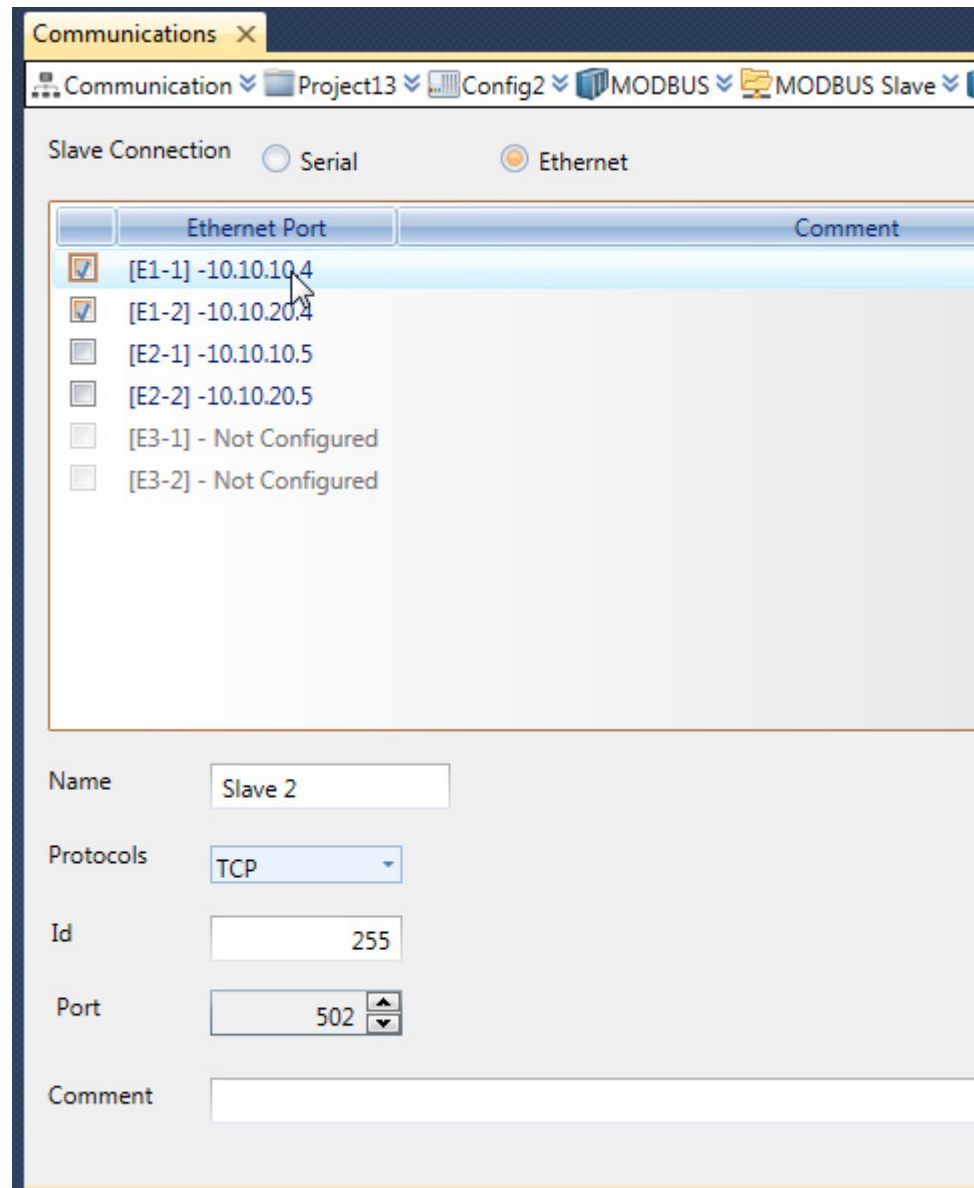 Communications
Communication Project13 Config2 MODBUS MODBUS Slave
Slave Connection Serial Ethernet
Ethernet Port Comment
[E1-1] -10.10.10.4
[E1-2] -10.10.20.4
[E2-1] -10.10.10.5
[E2-2] -10.10.20.5
[E3-1] - Not Configured
[E3-2] - Not Configured
Name Slave 2
Protocols TCP
Id 255
Port 502
Comment